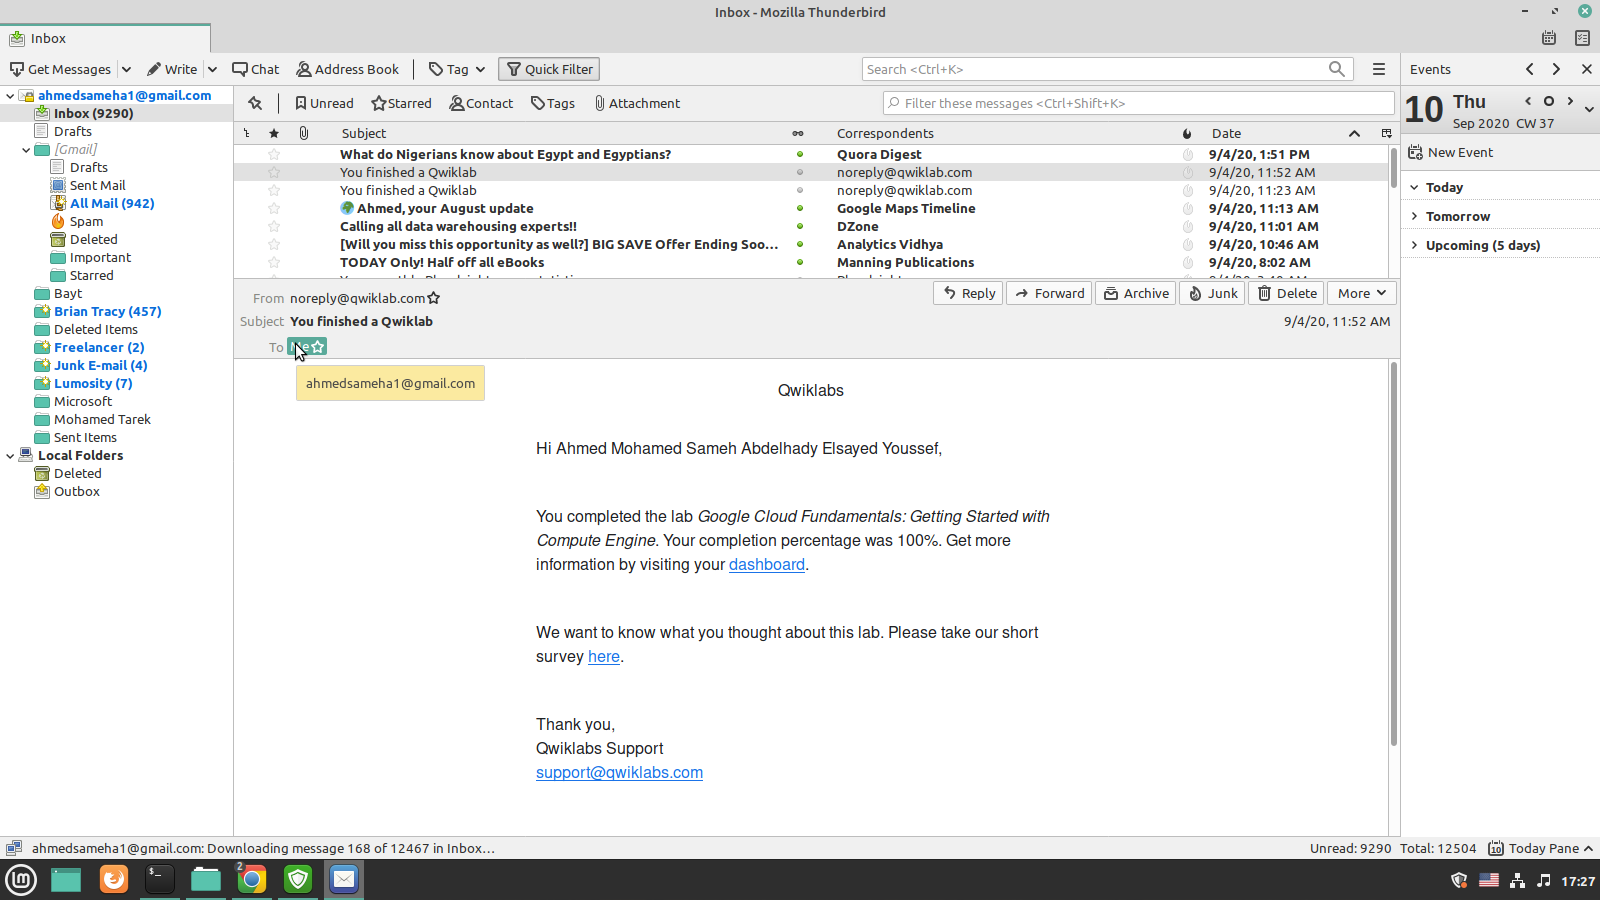 Inbox - Mozilla Thunderbird
Inbox
Get Messages Write Chat Address Book Tag Quick Filter Search <Ctrl+K> Events
ahmedsameha1@gmail.com
Inbox (9290)
Drafts
[Gmail]
Drafts
Sent Mail
All Mail (942)
Spam
Deleted
Important
Starred
Bayt
Brian Tracy (457)
Deleted Items
Freelancer (2)
Junk E-mail (4)
Lumosity (7)
Microsoft
Mohamed Tarek
Sent Items
Local Folders
Deleted
Outbox
Unread Starred Contact Tags Attachment Filter these messages <Ctrl+Shift+K>
Subject Correspondents Date
What do Nigerians know about Egypt and Egyptians? Quora Digest 9/4/20, 1:51 PM
You finished a Qwiklab noreply@qwiklab.com 9/4/20, 11:52 AM
You finished a Qwiklab noreply@qwiklab.com 9/4/20, 11:23 AM
Ahmed, your August update Google Maps Timeline 9/4/20, 11:13 AM
Calling all data warehousing experts!! DZone 9/4/20, 11:01 AM
[Will you miss this opportunity as well?] BIG SAVE Offer Ending Soo... Analytics Vidhya 9/4/20, 10:46 AM
TODAY Only! Half off all eBooks Manning Publications 9/4/20, 8:02 AM
From noreply@qwiklab.com Reply Forward Archive Junk Delete More
Subject You finished a Qwiklab 9/4/20, 11:52 AM
To
ahmedsameha1@gmail.com
Qwiklabs
Hi Ahmed Mohamed Sameh Abdelhady Elsayed Youssef,
You completed the lab Google Cloud Fundamentals: Getting Started with
Compute Engine. Your completion percentage was 100%. Get more
information by visiting your dashboard.
We want to know what you thought about this lab. Please take our short
survey here.
Thank you,
Qwiklabs Support
support@qwiklabs.com
10 Thu
Sep 2020 CW 37
New Event
Today
Tomorrow
Upcoming (5 days)
ahmedsameha1@gmail.com: Downloading message 168 of 12467 in Inbox... Unread: 9290 Total: 12504 10 Today Pane
2
17:27